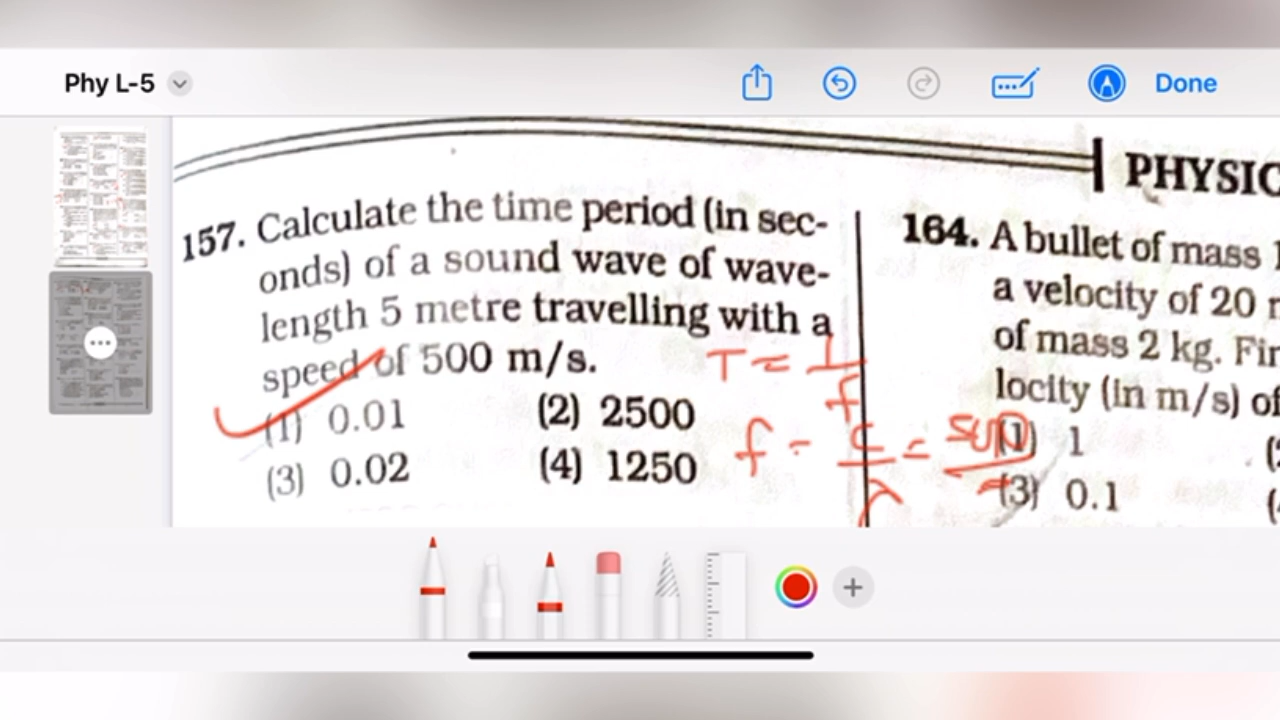 Phy L-5
Done
PHYSIC
157. Calculate the time period (in sec-
onds) of a sound wave of wave-
length 5 metre travelling with a
speed of 500 m/s.
(1) 0.01 (2) 2500
(3) 0.02 (4) 1250
T = 1/f
f = c/λ = 500
164. A bullet of mass
a velocity of 20
of mass 2 kg. Fin
locity (in m/s) of
(1) 1
(3) 0.1